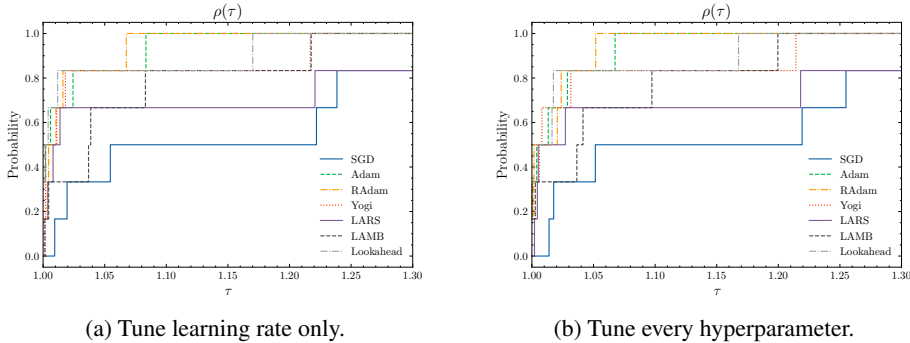 ρ(τ)
1.0
0.8
0.6
0.4
0.2
0.0
Probability
SGD
Adam
RAdam
Yogi
LARS
LAMB
Lookahead
1.00 1.05 1.10 1.15 1.20 1.25 1.30
τ
(a) Tune learning rate only.
ρ(τ)
1.0
0.8
0.6
0.4
0.2
0.0
Probability
SGD
Adam
RAdam
Yogi
LARS
LAMB
Lookahead
1.00 1.05 1.10 1.15 1.20 1.25 1.30
τ
(b) Tune every hyperparameter.